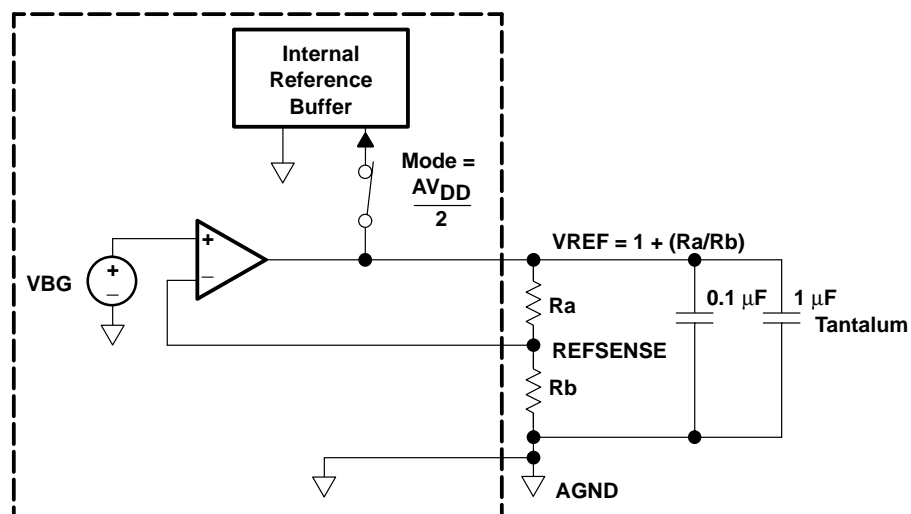 Internal
Reference
Buffer
Mode =
AVDD
2
+
−
VBG
+
−
VREF = 1 + (Ra/Rb)
Ra
0.1 μF
1 μF
Tantalum
REFSENSE
Rb
AGND